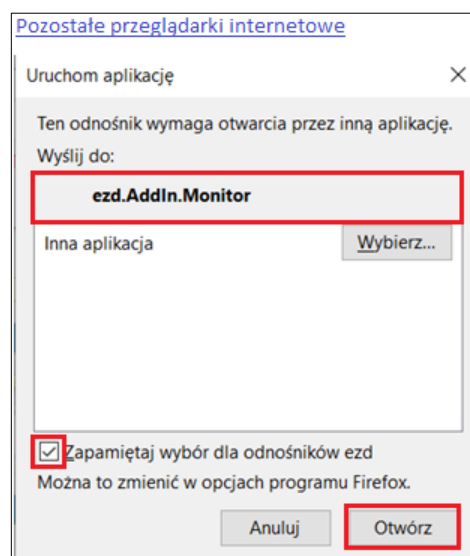 Pozostałe przeglądarki internetowe
Uruchom aplikację
Ten odnośnik wymaga otwarcia przez inną aplikację.
Wyślij do:
ezd.AddIn.Monitor
Inna aplikacja
Wybierz...
Zapamiętaj wybór dla odnośników ezd
Można to zmienić w opcjach programu Firefox.
Anuluj
Otwórz